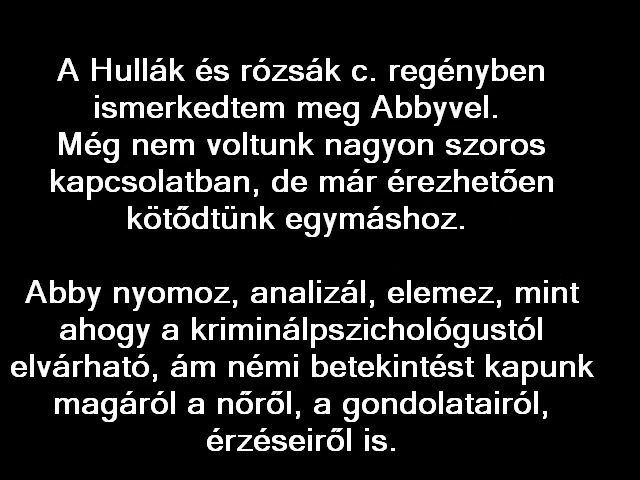 A Hullák és rózsák c. regényben
ismerkedtem meg Abbyvel.
Még nem voltunk nagyon szoros
kapcsolatban, de már érezhetően
kötődtünk egymáshoz.
Abby nyomoz, analizál, elemez, mint
ahogy a kriminálpszichológustól
elvárható, ám némi betekintést kapunk
magáról a nőről, a gondolatairól,
érzéseiről is.